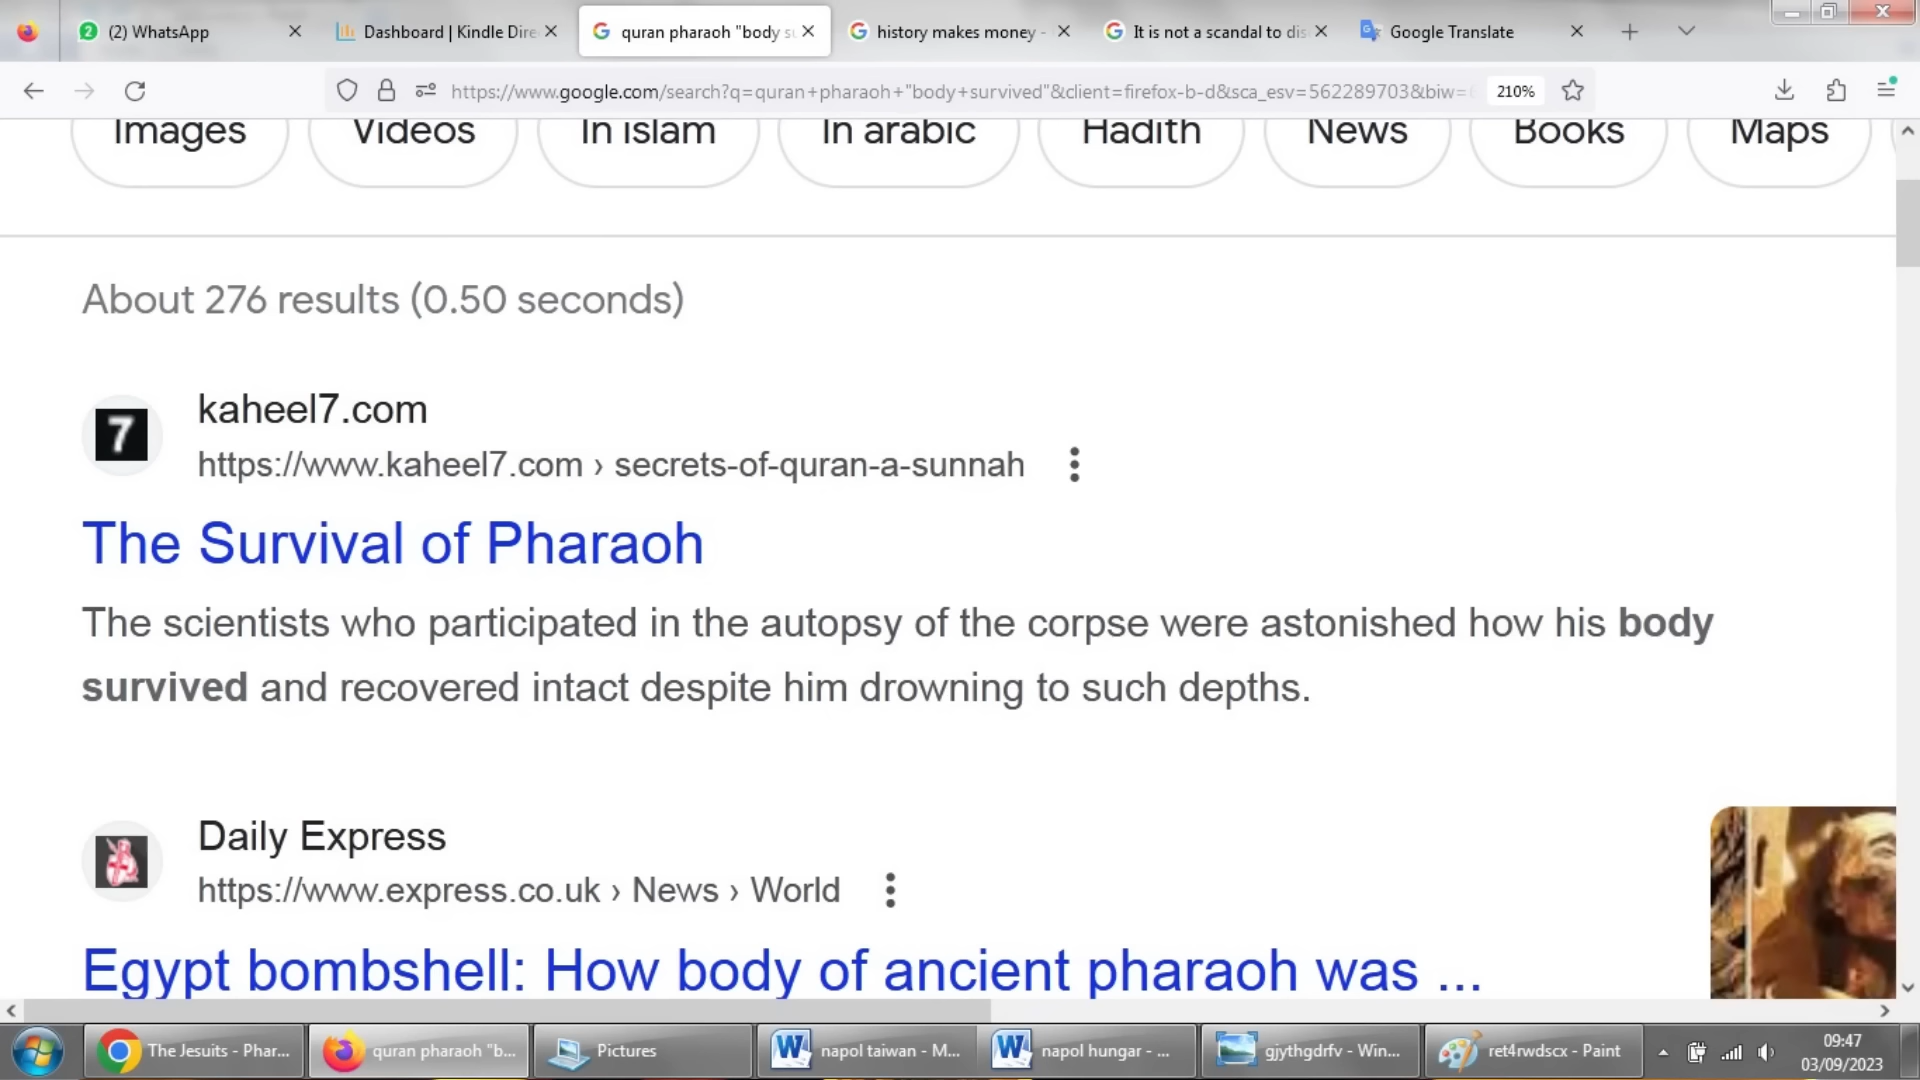 (2) WhatsApp
Dashboard | Kindle Dire
quran pharaoh "body su
history makes money -
It is not a scandal to dis
Google Translate
https://www.google.com/search?q=quran+pharaoh+"body+survived"&client=firefox-b-d&sca_esv=562289703&biw=
210%
Images
Videos
In islam
In arabic
Hadith
News
Books
Maps
About 276 results (0.50 seconds)
7
kaheel7.com
https://www.kaheel7.com › secrets-of-quran-a-sunnah
The Survival of Pharaoh
The scientists who participated in the autopsy of the corpse were astonished how his body
survived and recovered intact despite him drowning to such depths.
Daily Express
https://www.express.co.uk › News › World
Egypt bombshell: How body of ancient pharaoh was ...
The Jesuits - Phar...
quran pharaoh "b...
Pictures
napol taiwan - M...
napol hungar - ...
gjythgdrfv - Win...
ret4rwdscx - Paint
09:47
03/09/2023